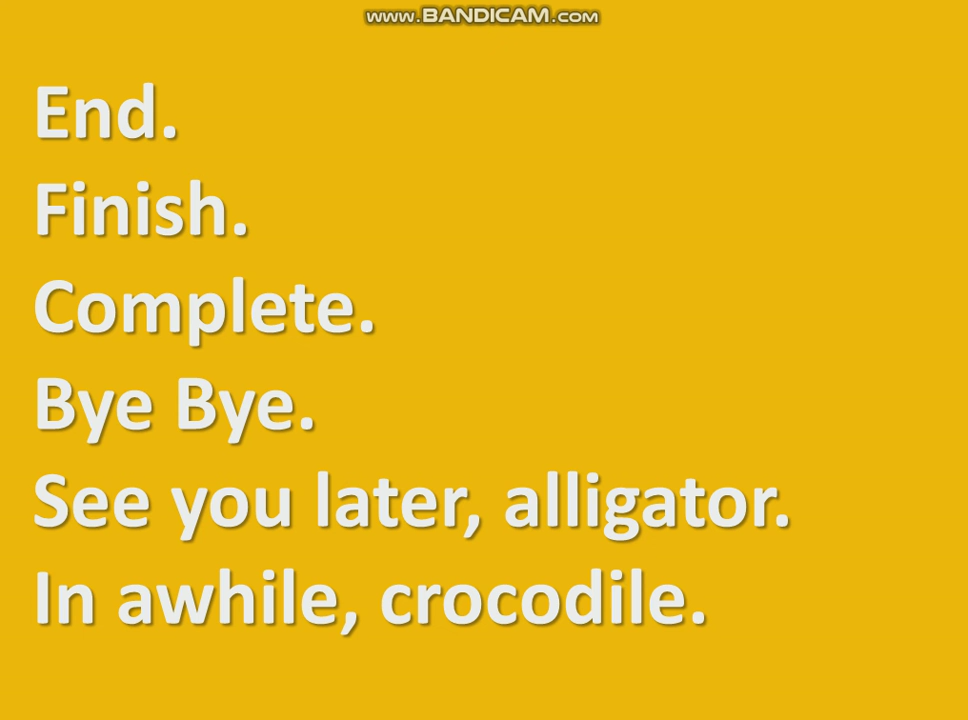 www.BANDICAM.com
End.
Finish.
Complete.
Bye Bye.
See you later, alligator.
In awhile, crocodile.